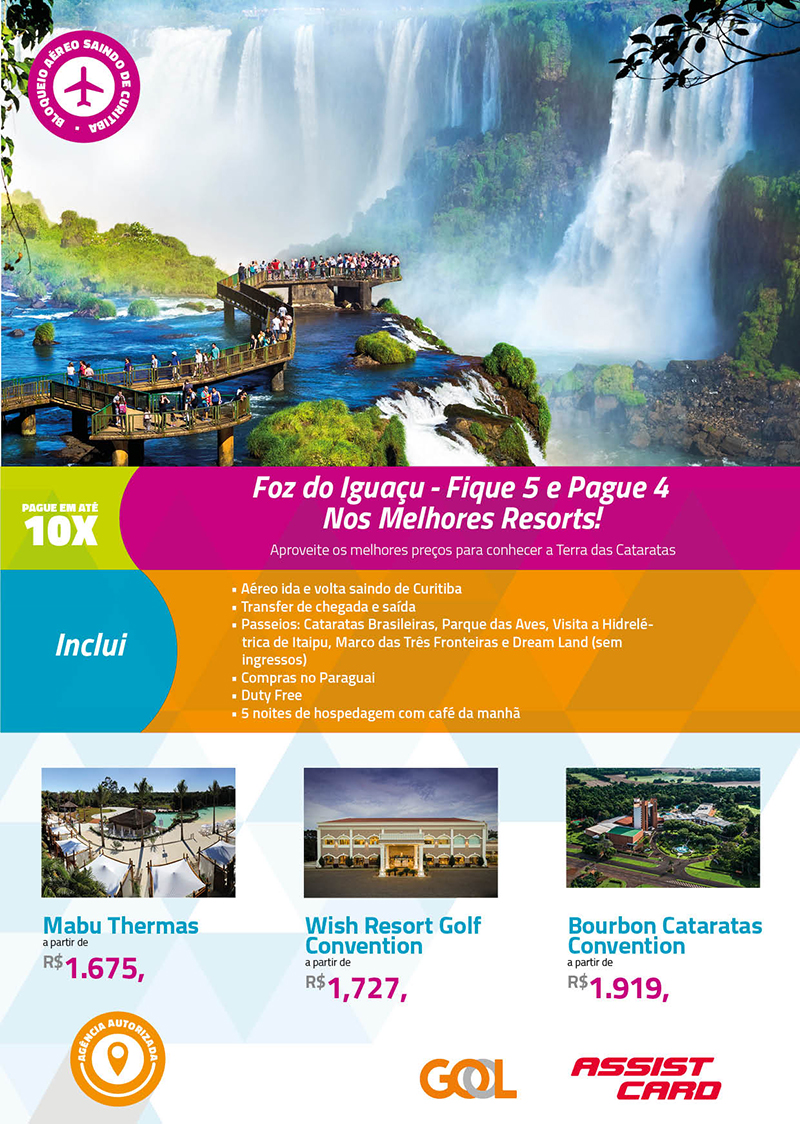 BLOQUEIO AÉREO SAINDO DE CURITIBA •
PAGUE EM ATÉ
10X
Foz do Iguaçu - Fique 5 e Pague 4
Nos Melhores Resorts!
Aproveite os melhores preços para conhecer a Terra das Cataratas
Inclui
• Aéreo ida e volta saindo de Curitiba
• Transfer de chegada e saída
• Passeios: Cataratas Brasileiras, Parque das Aves, Visita a Hidrelé-
trica de Itaipu, Marco das Três Fronteiras e Dream Land (sem
ingressos)
• Compras no Paraguai
• Duty Free
• 5 noites de hospedagem com café da manhã
Mabu Thermas
a partir de
R$1.675,
Wish Resort Golf
Convention
a partir de
R$1,727,
Bourbon Cataratas
Convention
a partir de
R$1.919,
AGÊNCIA AUTORIZADA
GOL
ASSIST
CARD